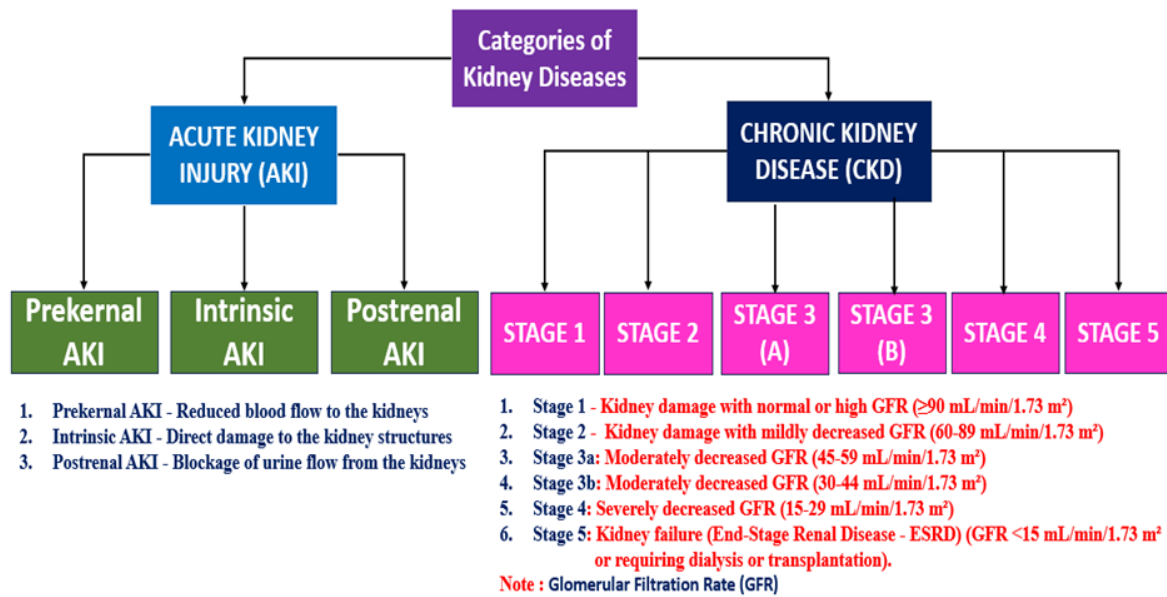 Categories of
Kidney Diseases
ACUTE KIDNEY
INJURY (AKI)
CHRONIC KIDNEY
DISEASE (CKD)
Prekernal
AKI
Intrinsic
AKI
Postrenal
AKI
STAGE 1
STAGE 2
STAGE 3
(A)
STAGE 3
(B)
STAGE 4
STAGE 5
1. Prekernal AKI - Reduced blood flow to the kidneys
2. Intrinsic AKI - Direct damage to the kidney structures
3. Postrenal AKI - Blockage of urine flow from the kidneys
1. Stage 1 - Kidney damage with normal or high GFR (≥90 mL/min/1.73 m²)
2. Stage 2 - Kidney damage with mildly decreased GFR (60-89 mL/min/1.73 m²)
3. Stage 3a: Moderately decreased GFR (45-59 mL/min/1.73 m²)
4. Stage 3b: Moderately decreased GFR (30-44 mL/min/1.73 m²)
5. Stage 4: Severely decreased GFR (15-29 mL/min/1.73 m²)
6. Stage 5: Kidney failure (End-Stage Renal Disease - ESRD) (GFR <15 mL/min/1.73 m²
or requiring dialysis or transplantation).
Note : Glomerular Filtration Rate (GFR)